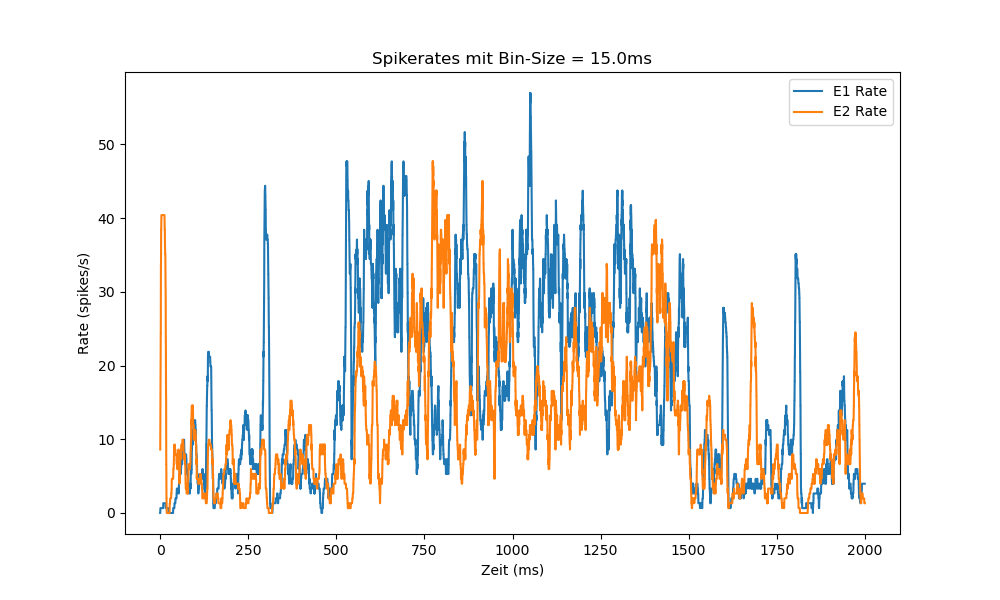 Spikerates mit Bin-Size = 15.0ms
E1 Rate
E2 Rate
Rate (spikes/s)
50
40
30
20
10
0
0 250 500 750 1000 1250 1500 1750 2000
Zeit (ms)